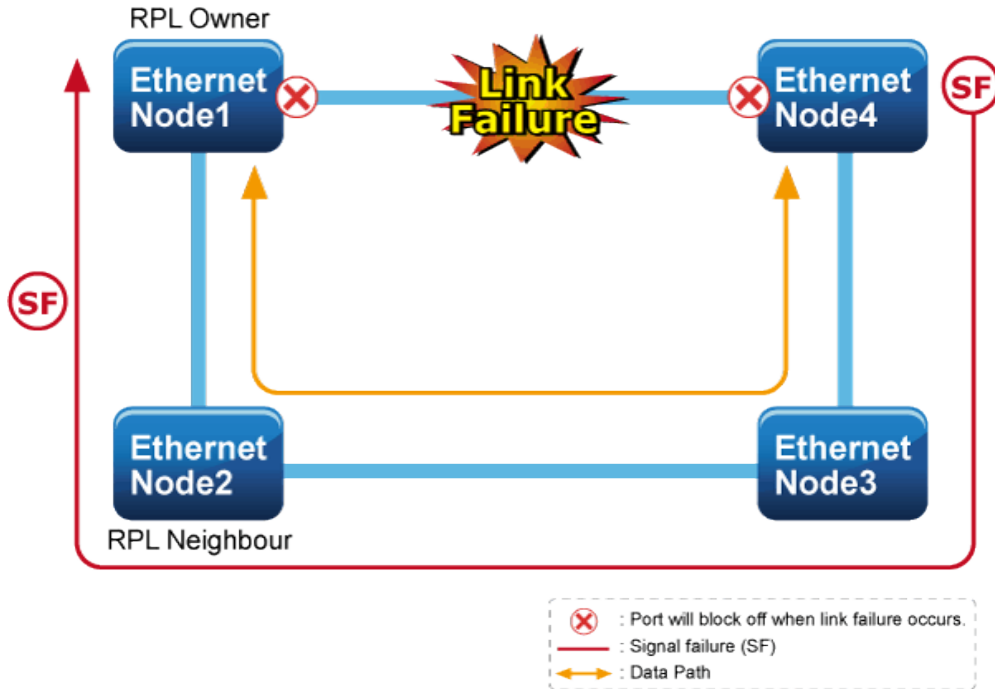 RPL Owner
Ethernet
Node1
Link
Failure
Ethernet
Node4
SF
SF
Ethernet
Node2
Ethernet
Node3
RPL Neighbour
: Port will block off when link failure occurs.
: Signal failure (SF)
: Data Path